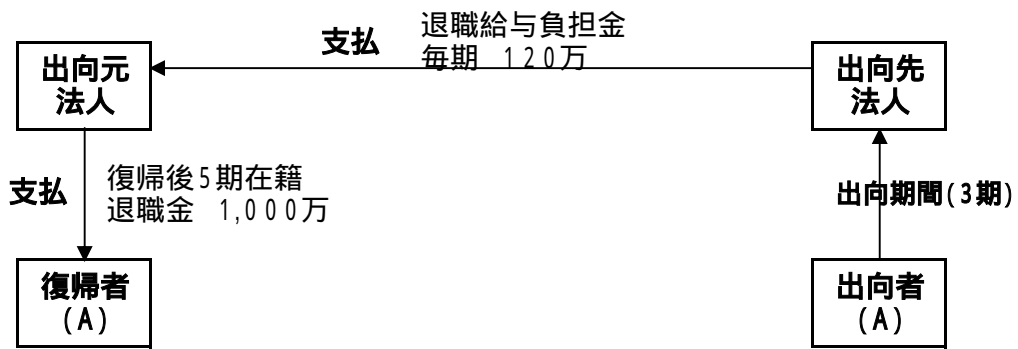 支払
退職給与負担金
毎期 120万
出向元
法人
出向先
法人
支払
復帰後5期在籍
退職金 1,000万
出向期間(3期)
復帰者
(A)
出向者
(A)